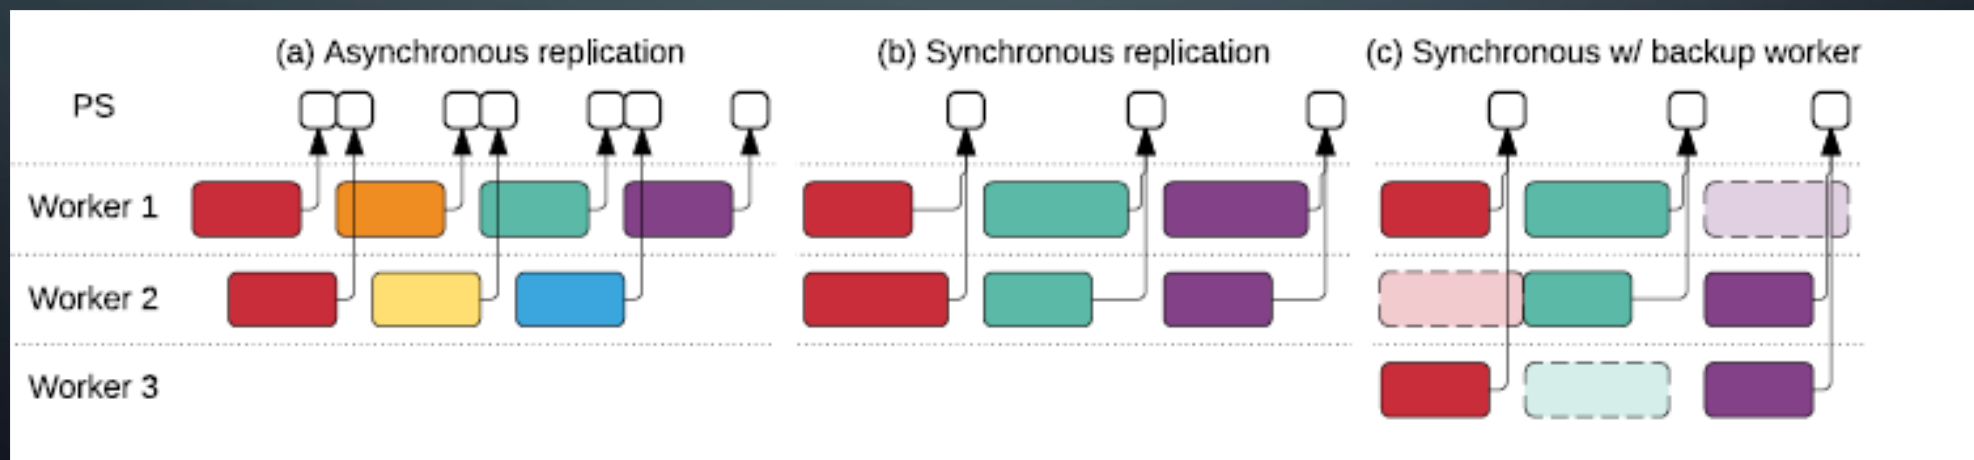 (a) Asynchronous replication
(b) Synchronous replication
(c) Synchronous w/ backup worker
PS
Worker 1
Worker 2
Worker 3